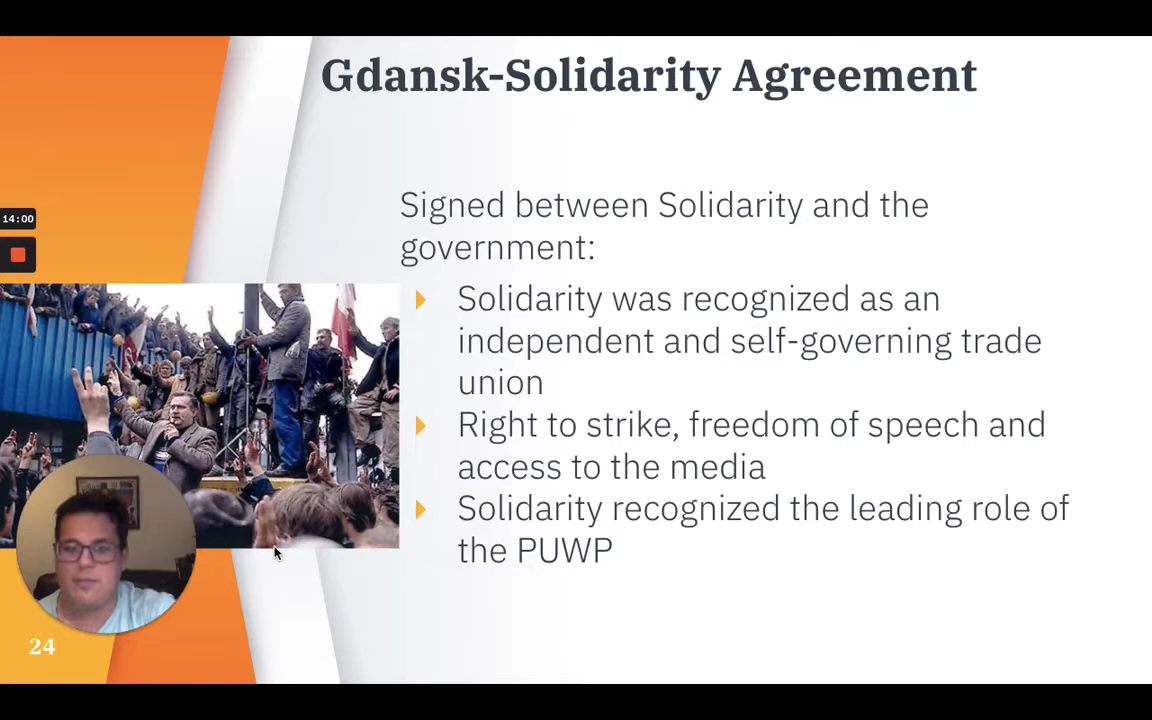 Gdansk-Solidarity Agreement
Signed between Solidarity and the
government:
Solidarity was recognized as an
independent and self-governing trade
union
Right to strike, freedom of speech and
access to the media
Solidarity recognized the leading role of
the PUWP
14:00
24